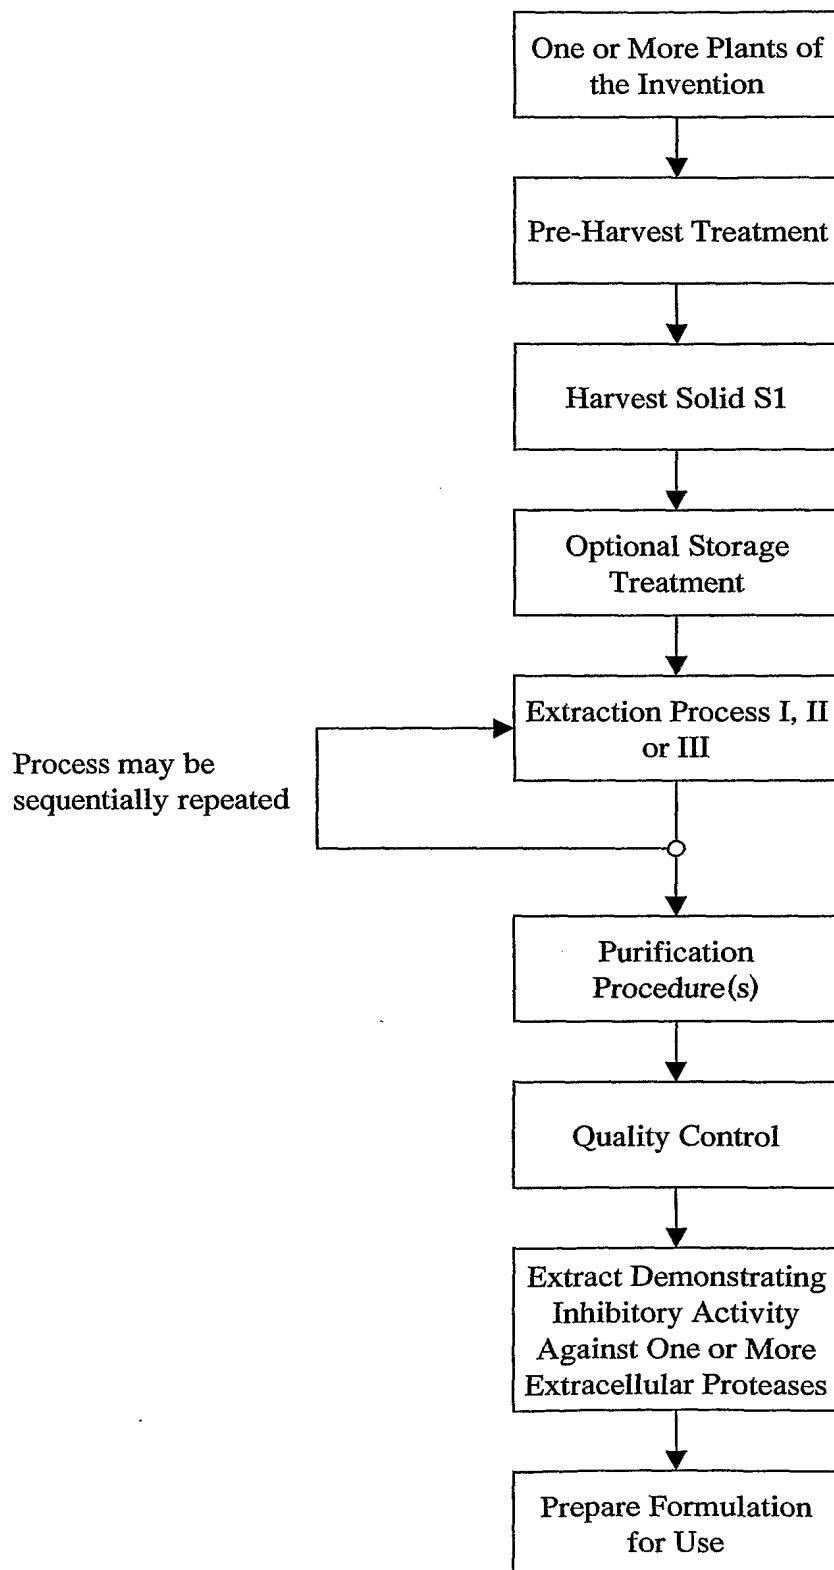 One or More Plants of
the Invention
Pre-Harvest Treatment
Harvest Solid S1
Optional Storage
Treatment
Extraction Process I, II
or III
Process may be
sequentially repeated
Purification
Procedure(s)
Quality Control
Extract Demonstrating
Inhibitory Activity
Against One or More
Extracellular Proteases
Prepare Formulation
for Use